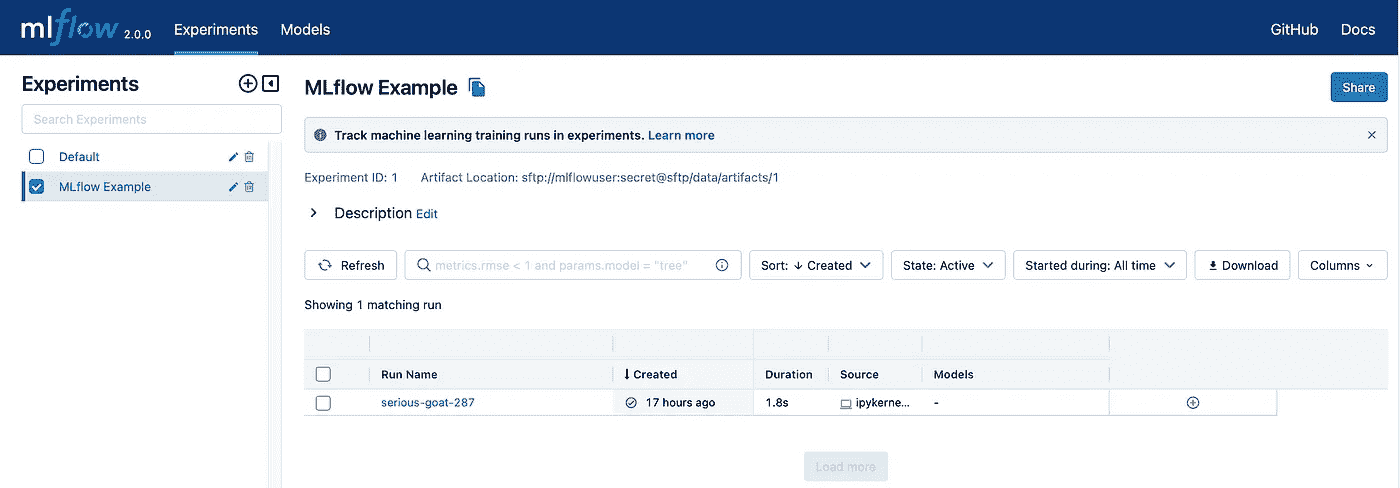 mlflow 2.0.0 Experiments Models GitHub Docs
Experiments
Search Experiments
Default
MLflow Example
MLflow Example
Share
Track machine learning training runs in experiments. Learn more
Experiment ID: 1 Artifact Location: sftp://mlflowuser:secret@sftp/data/artifacts/1
Description Edit
Refresh metrics.rmse < 1 and params.model = "tree" Sort: ↓ Created State: Active Started during: All time Download Columns
Showing 1 matching run
Run Name ↓ Created Duration Source Models
serious-goat-287 17 hours ago 1.8s ipykerne... -
Load more